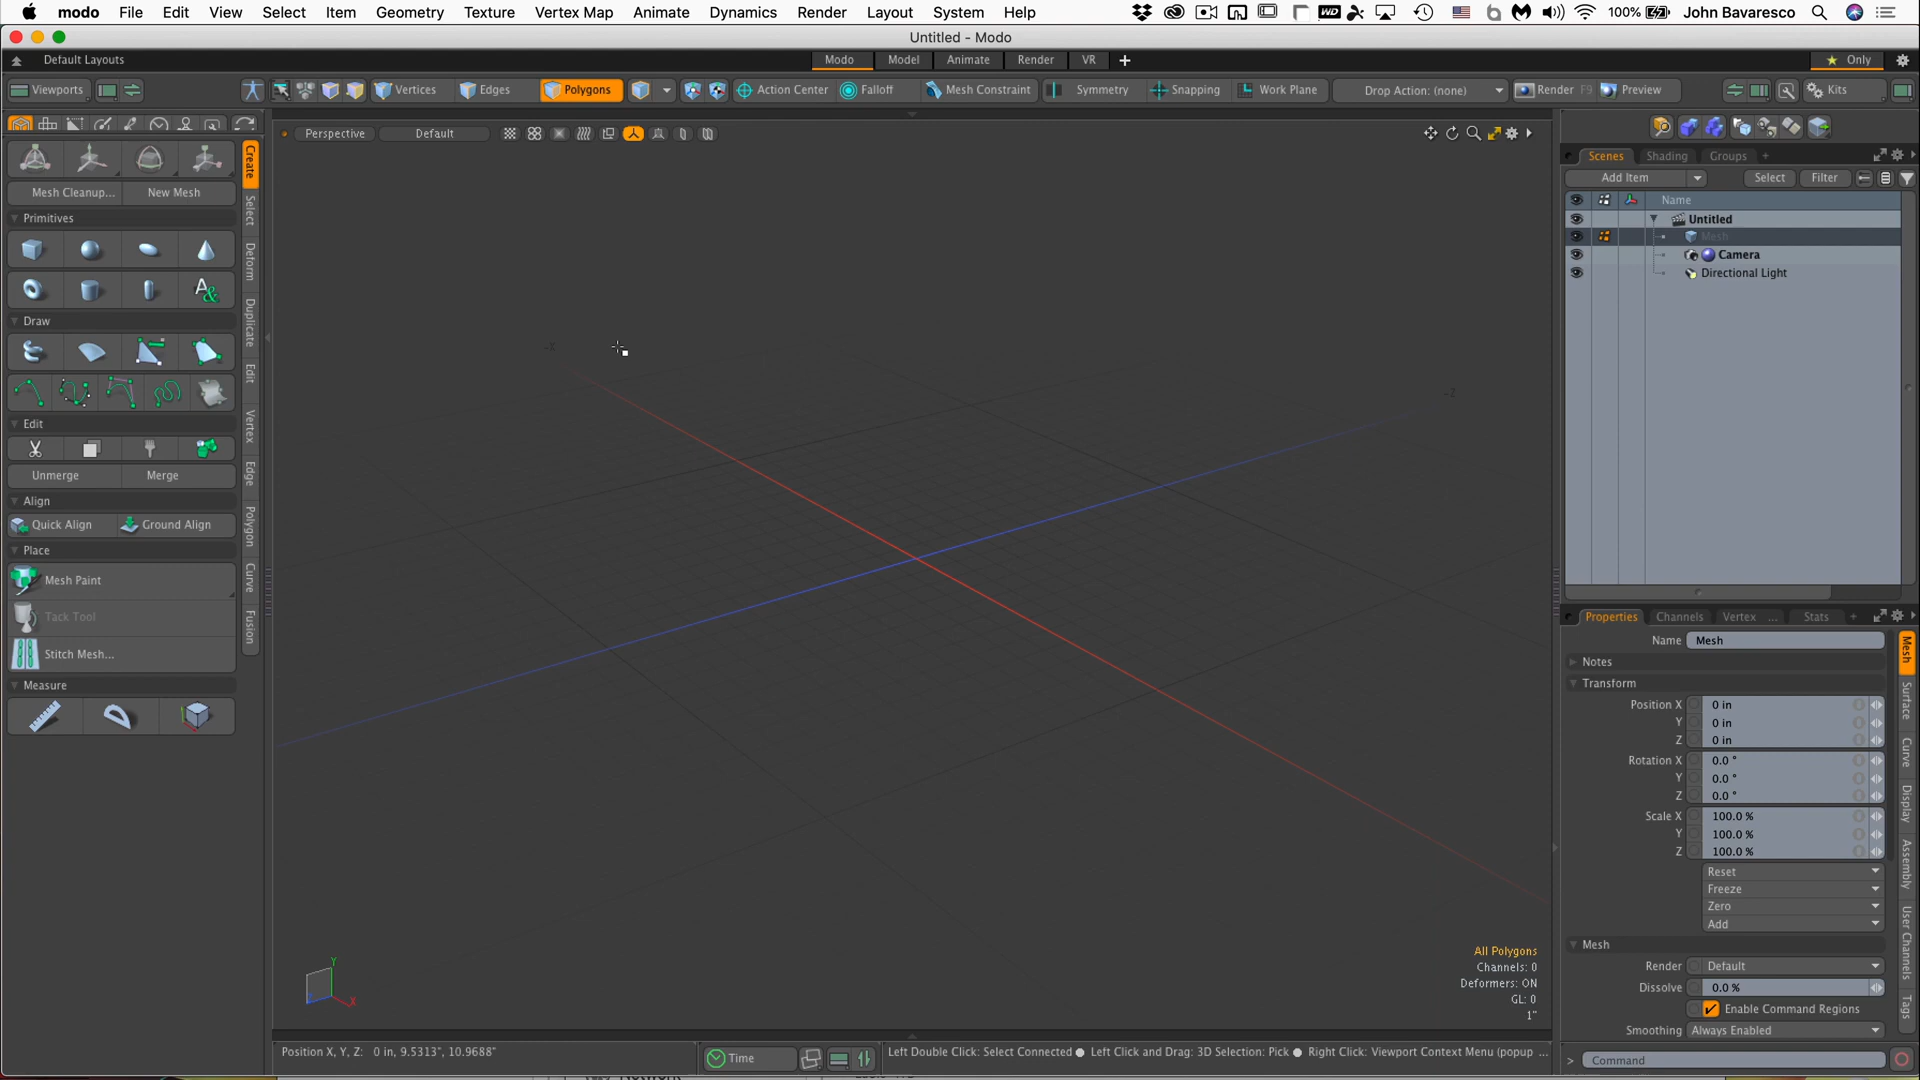 modo File Edit View Select Item Geometry Texture Vertex Map Animate Dynamics Render Layout System Help 100% John Bavaresco
Untitled - Modo
Default Layouts Modo Model Animate Render VR + Only
Viewports Vertices Edges Polygons Action Center Falloff Mesh Constraint Symmetry Snapping Work Plane Drop Action: (none) Render F9 Preview Kits
Perspective Default
Scenes Shading Groups +
Add Item Select Filter
Name
Untitled
Mesh
Camera
Directional Light
Mesh Cleanup... New Mesh
Primitives
Draw
Edit
Unmerge Merge
Align
Quick Align Ground Align
Place
Mesh Paint
Tack Tool
Stitch Mesh...
Measure
Create
Select
Deform
Duplicate
Edit
Vertex
Edge
Polygon
Curve
Fusion
-X
-Z
Y
X
All Polygons
Channels: 0
Deformers: ON
GL: 0
1"
Properties Channels Vertex ... Stats +
Name Mesh
Notes
Transform
Position X 0 in
Y 0 in
Z 0 in
Rotation X 0.0 °
Y 0.0 °
Z 0.0 °
Scale X 100.0 %
Y 100.0 %
Z 100.0 %
Reset
Freeze
Zero
Add
Mesh
Render Default
Dissolve 0.0 %
Enable Command Regions
Smoothing Always Enabled
Mesh
Surface
Curve
Display
Assembly
User Channels
Tags
Position X, Y, Z: 0 in, 9.5313", 10.9688" Time Left Double Click: Select Connected ● Left Click and Drag: 3D Selection: Pick ● Right Click: Viewport Context Menu (popup ... > Command